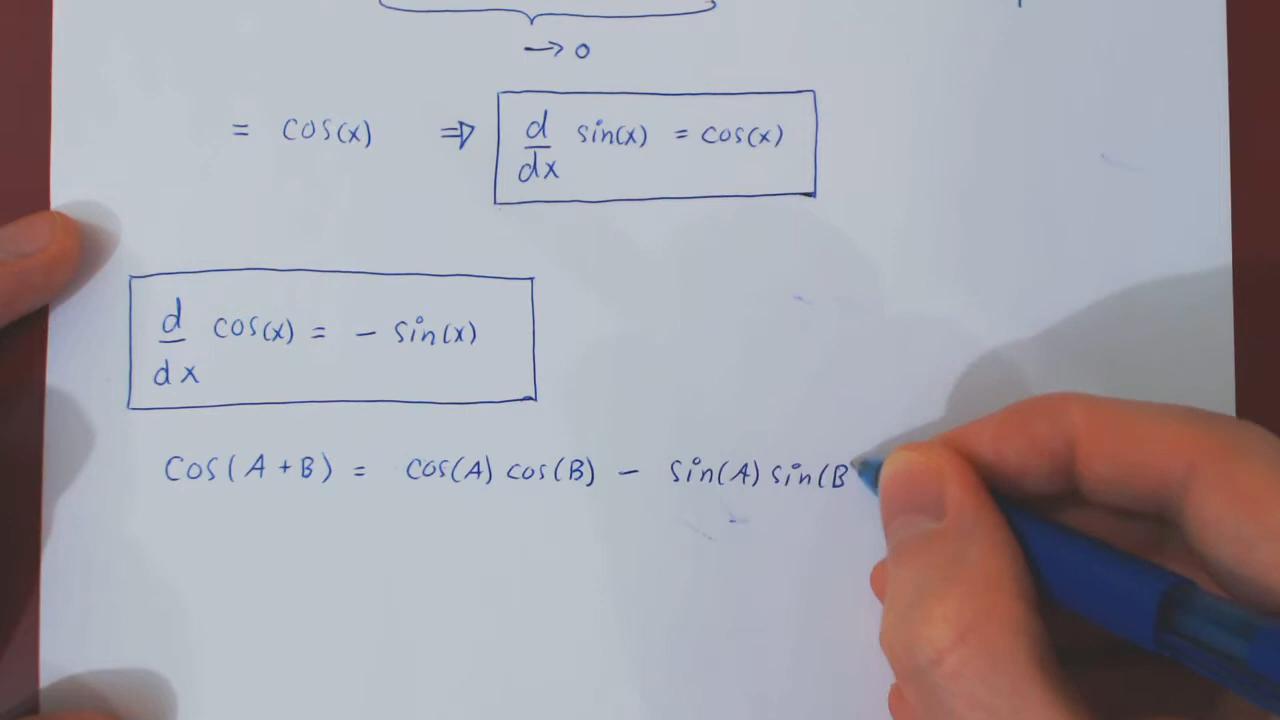 → 0
= cos(x) ⇒ d/dx sin(x) = cos(x)
d/dx cos(x) = - sin(x)
cos(A+B) = cos(A) cos(B) - sin(A) sin(B